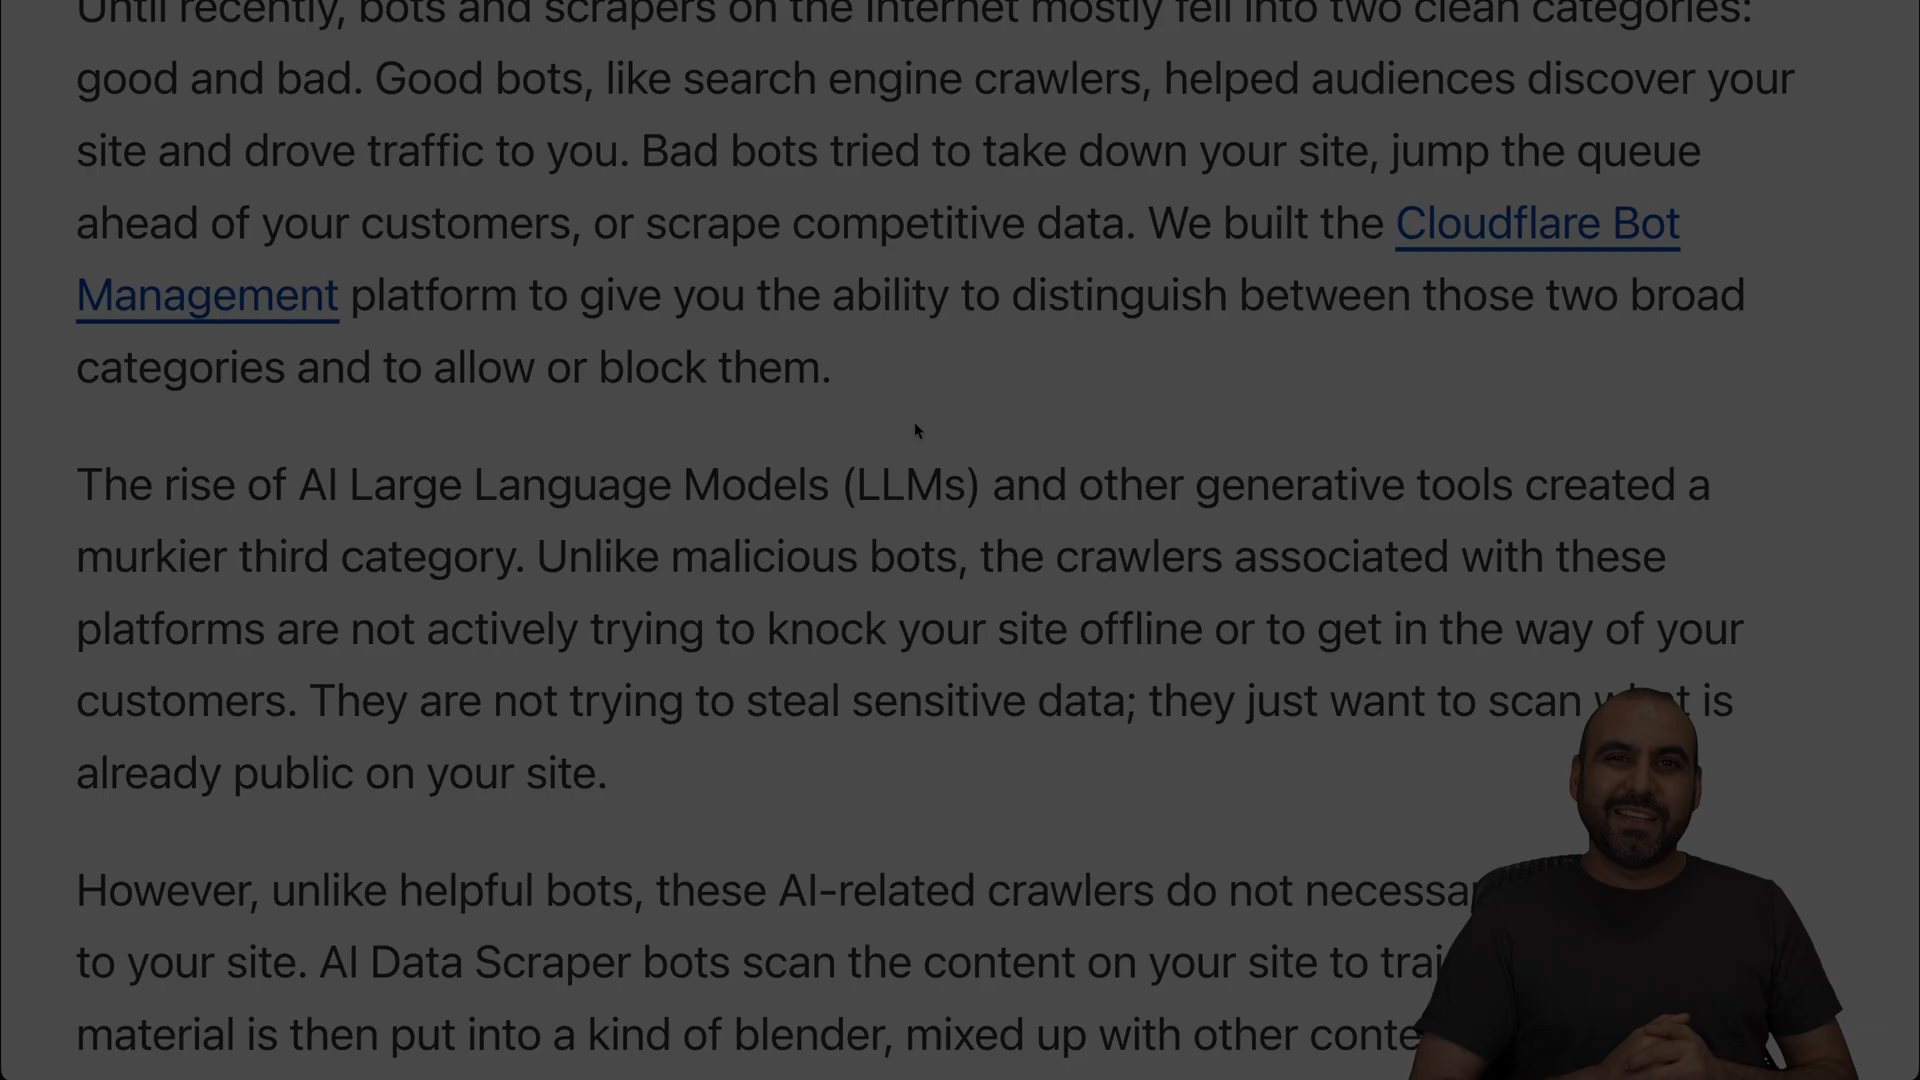 Until recently, bots and scrapers on the Internet mostly fell into two clean categories:
good and bad. Good bots, like search engine crawlers, helped audiences discover your
site and drove traffic to you. Bad bots tried to take down your site, jump the queue
ahead of your customers, or scrape competitive data. We built the Cloudflare Bot
Management platform to give you the ability to distinguish between those two broad
categories and to allow or block them.
The rise of AI Large Language Models (LLMs) and other generative tools created a
murkier third category. Unlike malicious bots, the crawlers associated with these
platforms are not actively trying to knock your site offline or to get in the way of your
customers. They are not trying to steal sensitive data; they just want to scan what is
already public on your site.
However, unlike helpful bots, these AI-related crawlers do not
to your site. AI Data Scraper bots scan the content on your site to
material is then put into a kind of blender, mixed up with other